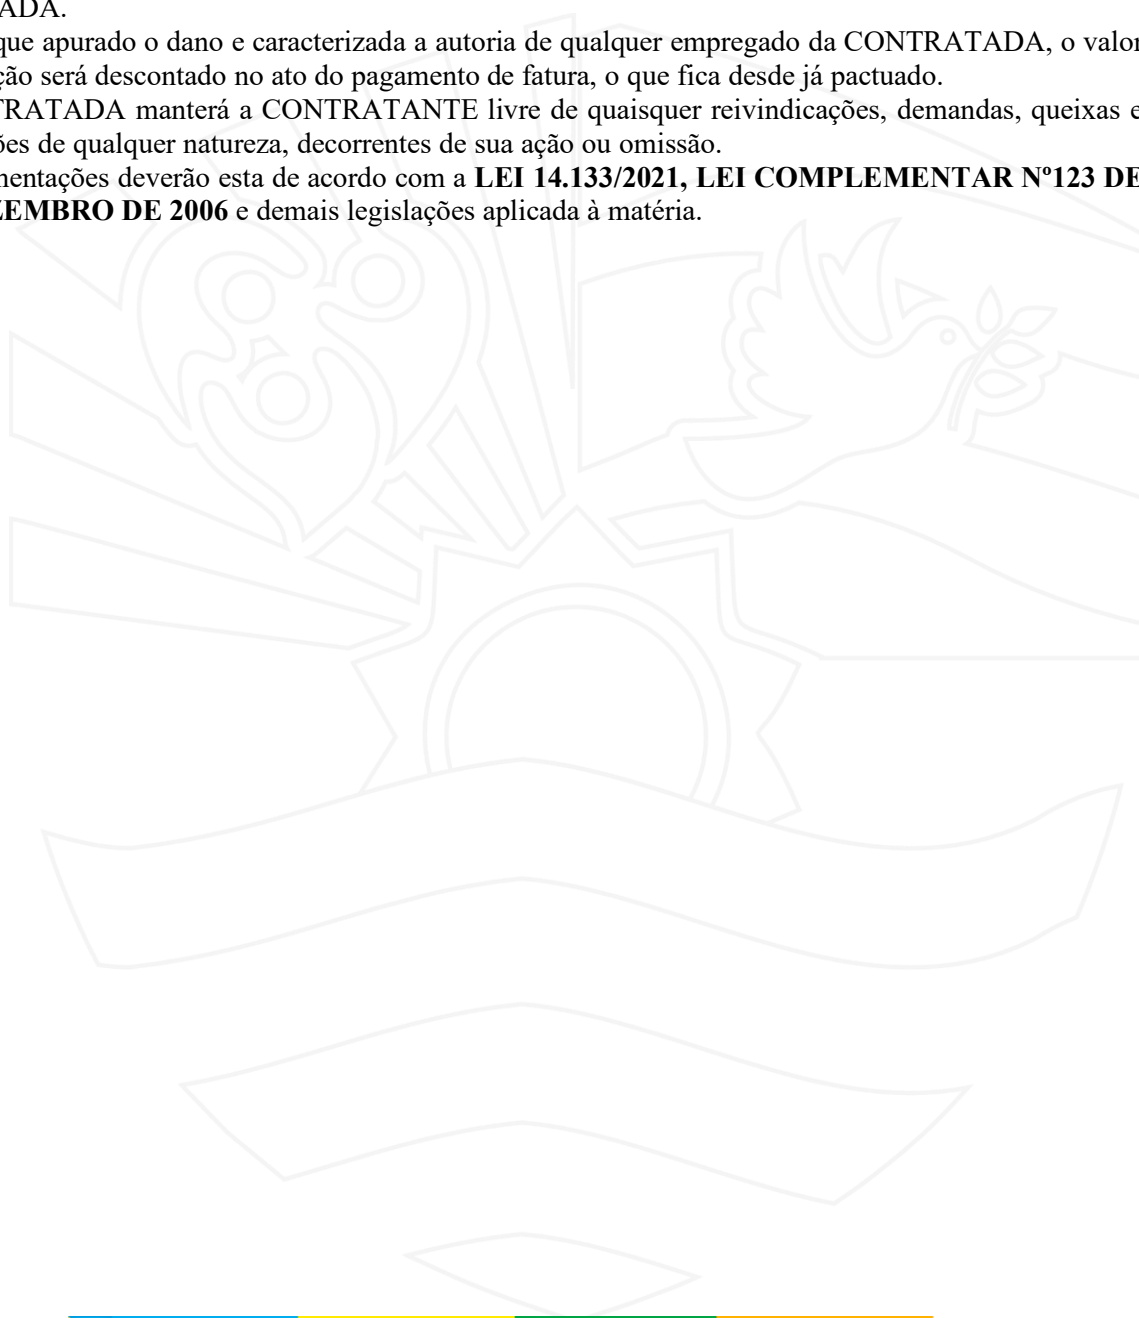 ADA.
que apurado o dano e caracterizada a autoria de qualquer empregado da CONTRATADA, o valor
ção será descontado no ato do pagamento de fatura, o que fica desde já pactuado.
TRATADA manterá a CONTRATANTE livre de quaisquer reivindicações, demandas, queixas e
ões de qualquer natureza, decorrentes de sua ação ou omissão.
mentações deverão esta de acordo com a LEI 14.133/2021, LEI COMPLEMENTAR Nº123 DE
ZEMBRO DE 2006 e demais legislações aplicada à matéria.